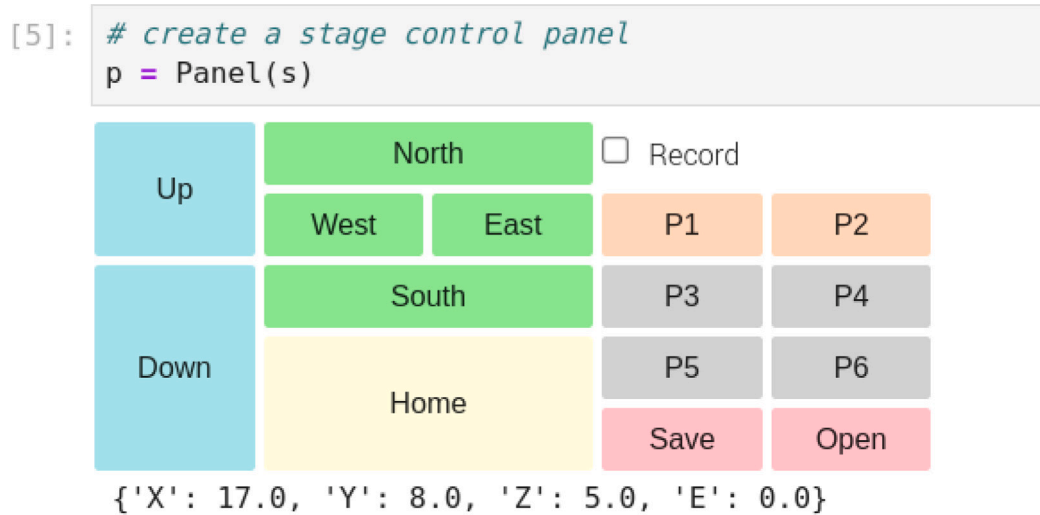 [5]: # create a stage control panel
p = Panel(s)
Up
North
Record
West
East
P1
P2
Down
South
P3
P4
Home
P5
P6
Save
Open
{'X': 17.0, 'Y': 8.0, 'Z': 5.0, 'E': 0.0}